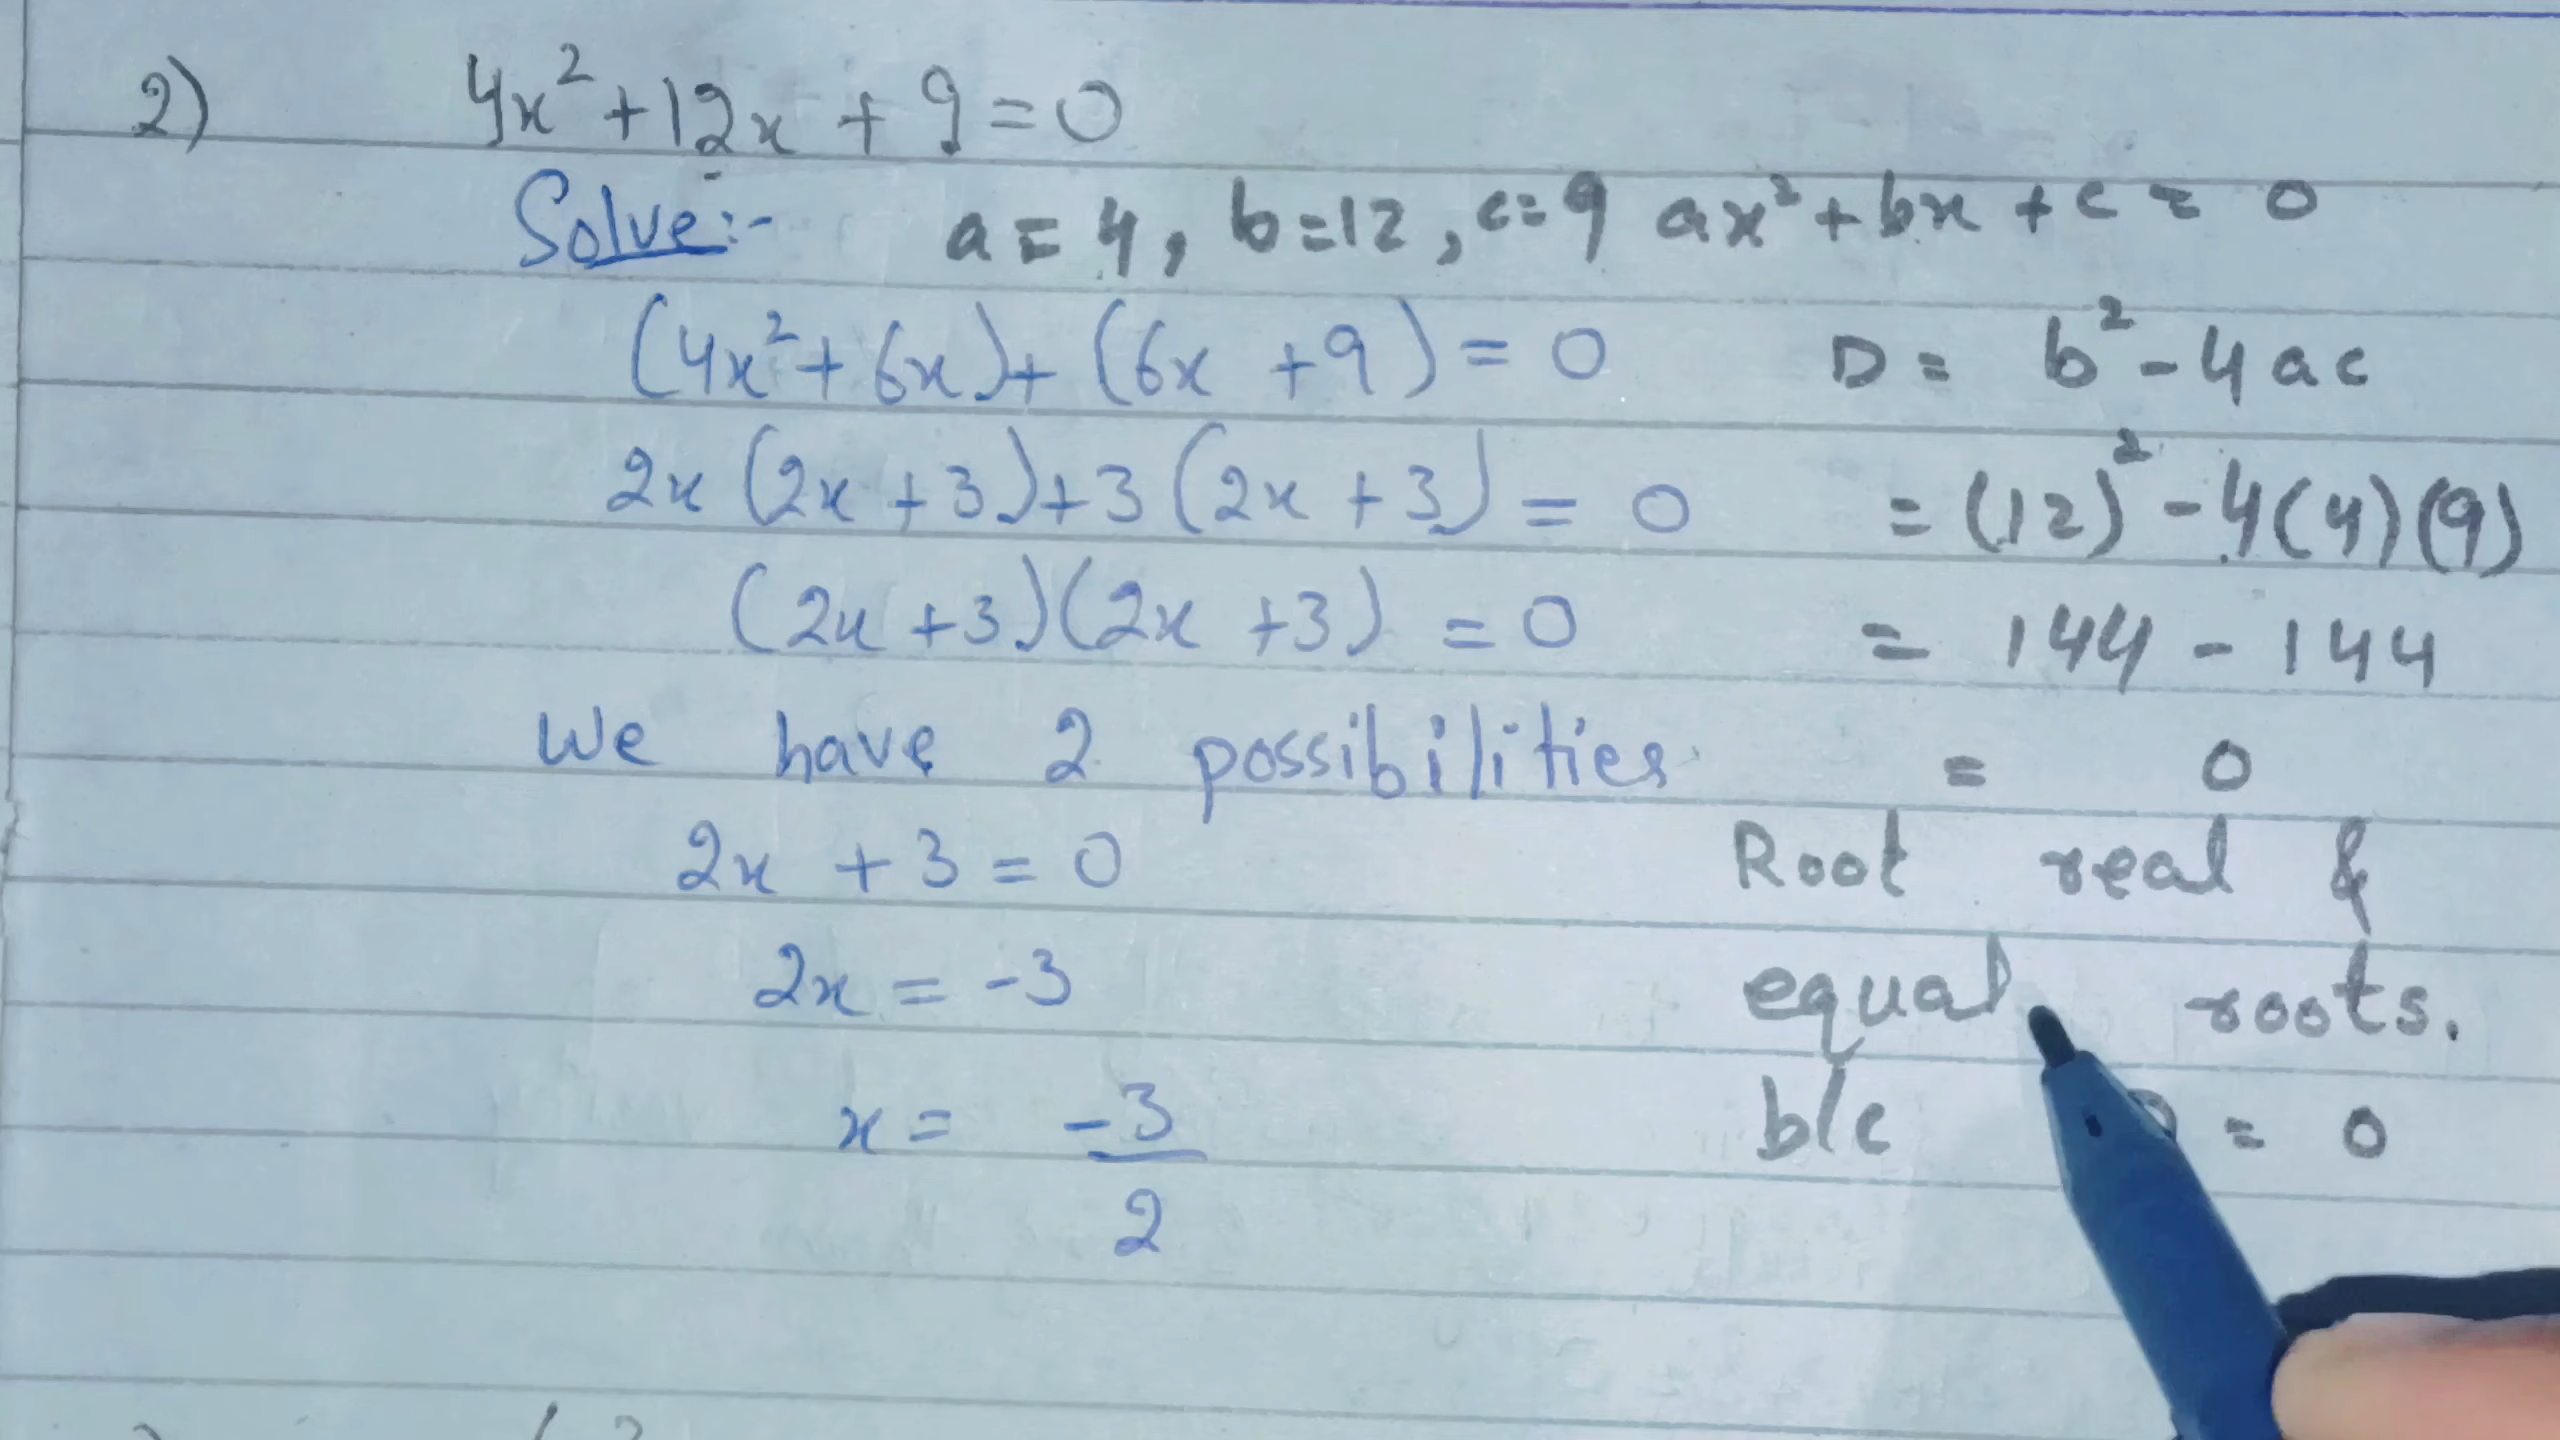 2) 4x² + 12x + 9 = 0
Solve:- a = 4, b = 12, c = 9 ax² + bx + c = 0
(4x² + 6x) + (6x + 9) = 0 D = b² - 4ac
2x (2x + 3) + 3 (2x + 3) = 0 = (12)² - 4(4)(9)
(2x + 3)(2x + 3) = 0 = 144 - 144
We have 2 possibilities = 0
2x + 3 = 0 Root real &
2x = -3 equal roots.
x = -3/2 b/c D = 0